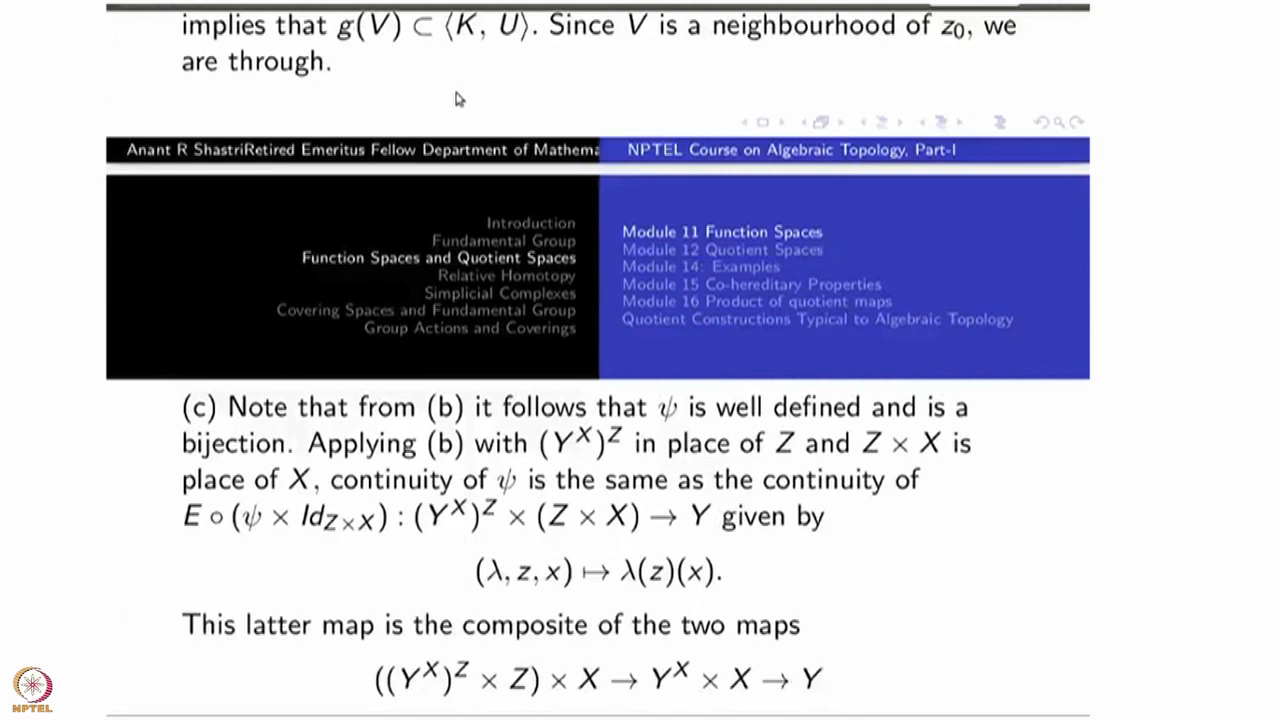 implies that g(V) ⊂ ⟨K, U⟩. Since V is a neighbourhood of z₀, we
are through.
Anant R ShastriRetired Emeritus Fellow Department of Mathema
NPTEL Course on Algebraic Topology, Part-I
Introduction
Fundamental Group
Function Spaces and Quotient Spaces
Relative Homotopy
Simplicial Complexes
Covering Spaces and Fundamental Group
Group Actions and Coverings
Module 11 Function Spaces
Module 12 Quotient Spaces
Module 14: Examples
Module 15 Co-hereditary Properties
Module 16 Product of quotient maps
Quotient Constructions Typical to Algebraic Topology
(c) Note that from (b) it follows that ψ is well defined and is a
bijection. Applying (b) with (Y^X)^Z in place of Z and Z × X is
place of X, continuity of ψ is the same as the continuity of
E ∘ (ψ × Id_{Z×X}) : (Y^X)^Z × (Z × X) → Y given by
(λ, z, x) ↦ λ(z)(x).
This latter map is the composite of the two maps
((Y^X)^Z × Z) × X → Y^X × X → Y
NPTEL